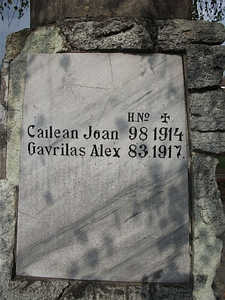 H.No ✠
Cailean Joan 98 1914
Gavrilas Alex 83 1917.